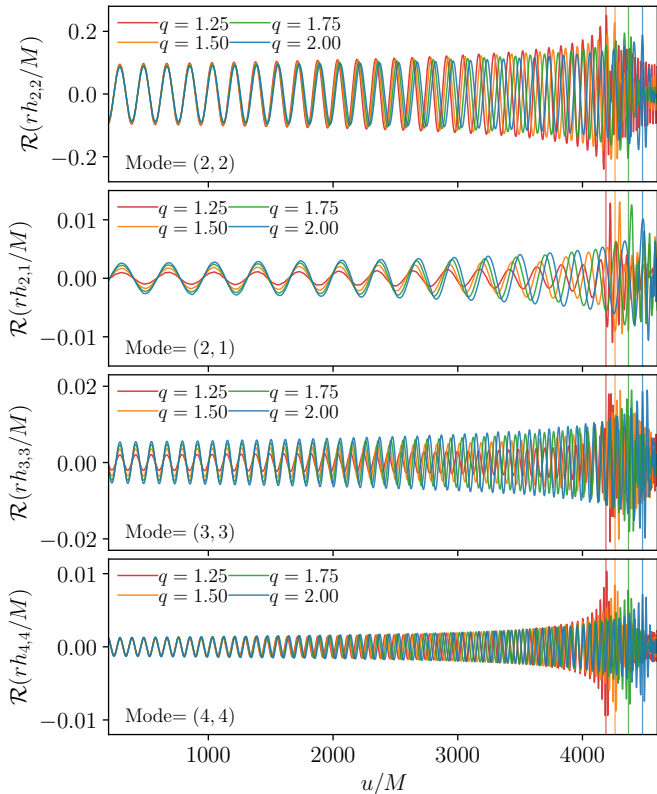 0.2
0.0
−0.2
ℛ(rh₂,₂/M)
q = 1.25 q = 1.75
q = 1.50 q = 2.00
Mode= (2, 2)
0.01
0.00
−0.01
ℛ(rh₂,₁/M)
q = 1.25 q = 1.75
q = 1.50 q = 2.00
Mode= (2, 1)
0.02
0.00
−0.02
ℛ(rh₃,₃/M)
q = 1.25 q = 1.75
q = 1.50 q = 2.00
Mode= (3, 3)
0.01
0.00
−0.01
ℛ(rh₄,₄/M)
q = 1.25 q = 1.75
q = 1.50 q = 2.00
Mode= (4, 4)
1000 2000 3000 4000
u/M